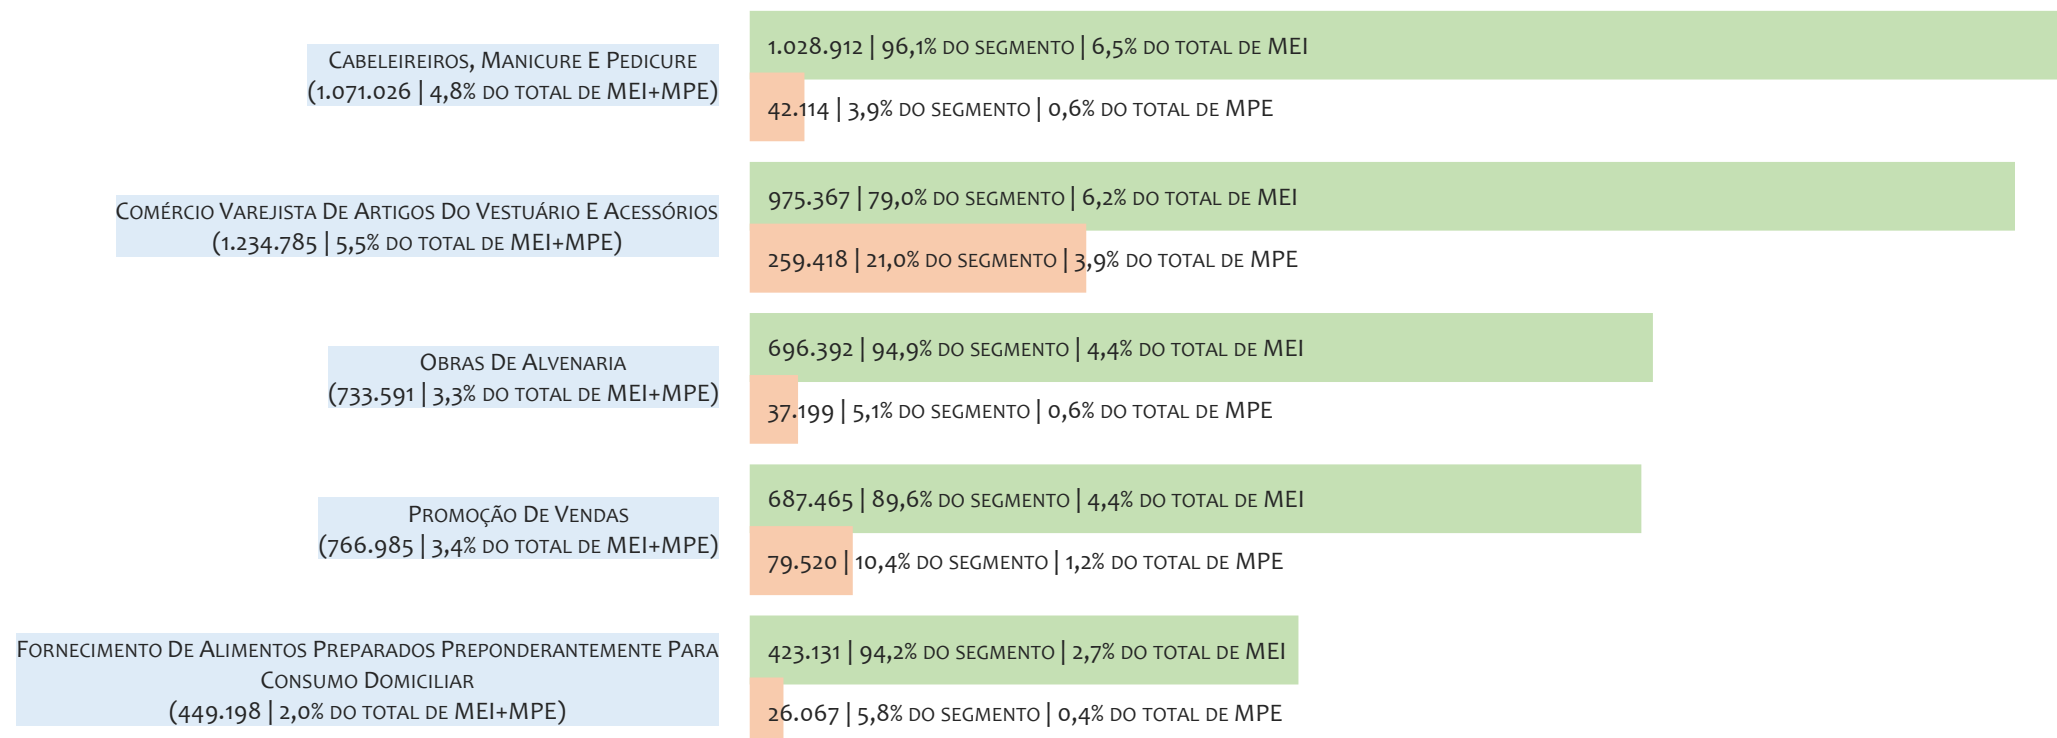 Cabeleireiros, Manicure E Pedicure
(1.071.026 | 4,8% do total de MEI+MPE)
1.028.912 | 96,1% do segmento | 6,5% do total de MEI
42.114 | 3,9% do segmento | 0,6% do total de MPE
Comércio Varejista De Artigos Do Vestuário E Acessórios
(1.234.785 | 5,5% do total de MEI+MPE)
975.367 | 79,0% do segmento | 6,2% do total de MEI
259.418 | 21,0% do segmento | 3,9% do total de MPE
Obras De Alvenaria
(733.591 | 3,3% do total de MEI+MPE)
696.392 | 94,9% do segmento | 4,4% do total de MEI
37.199 | 5,1% do segmento | 0,6% do total de MPE
Promoção De Vendas
(766.985 | 3,4% do total de MEI+MPE)
687.465 | 89,6% do segmento | 4,4% do total de MEI
79.520 | 10,4% do segmento | 1,2% do total de MPE
Fornecimento De Alimentos Preparados Preponderantemente Para
Consumo Domiciliar
(449.198 | 2,0% do total de MEI+MPE)
423.131 | 94,2% do segmento | 2,7% do total de MEI
26.067 | 5,8% do segmento | 0,4% do total de MPE